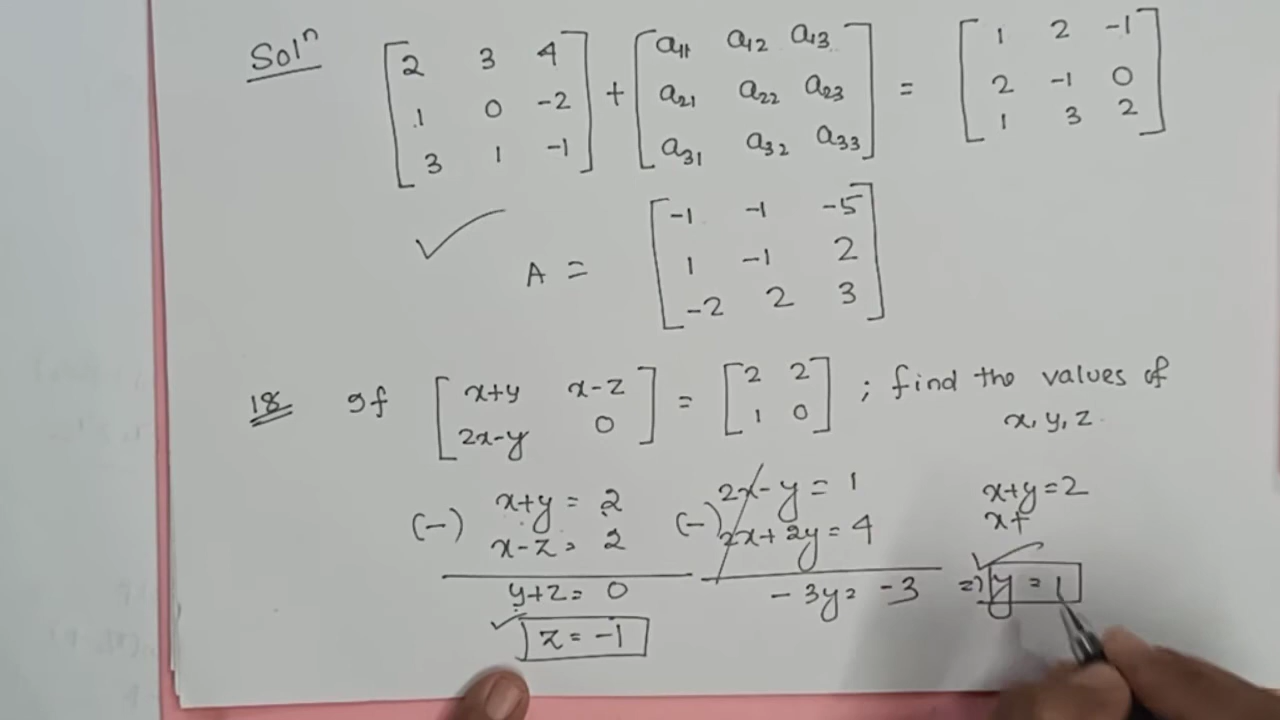 Solⁿ [2 3 4] + [a11 a12 a13] = [1 2 -1]
[1 0 -2] [a21 a22 a23] [2 -1 0]
[3 1 -1] [a31 a32 a33] [1 3 2]
A = [-1 -1 -5]
[1 -1 2]
[-2 2 3]
18 If [x+y x-z] = [2 2] ; find the values of
[2x-y 0] [1 0] x, y, z.
(-) x+y = 2
x-z = 2
y+z = 0
z = -1
(-) 2x-y = 1
2x+2y = 4
-3y = -3
x+y=2
x+
=) y = 1